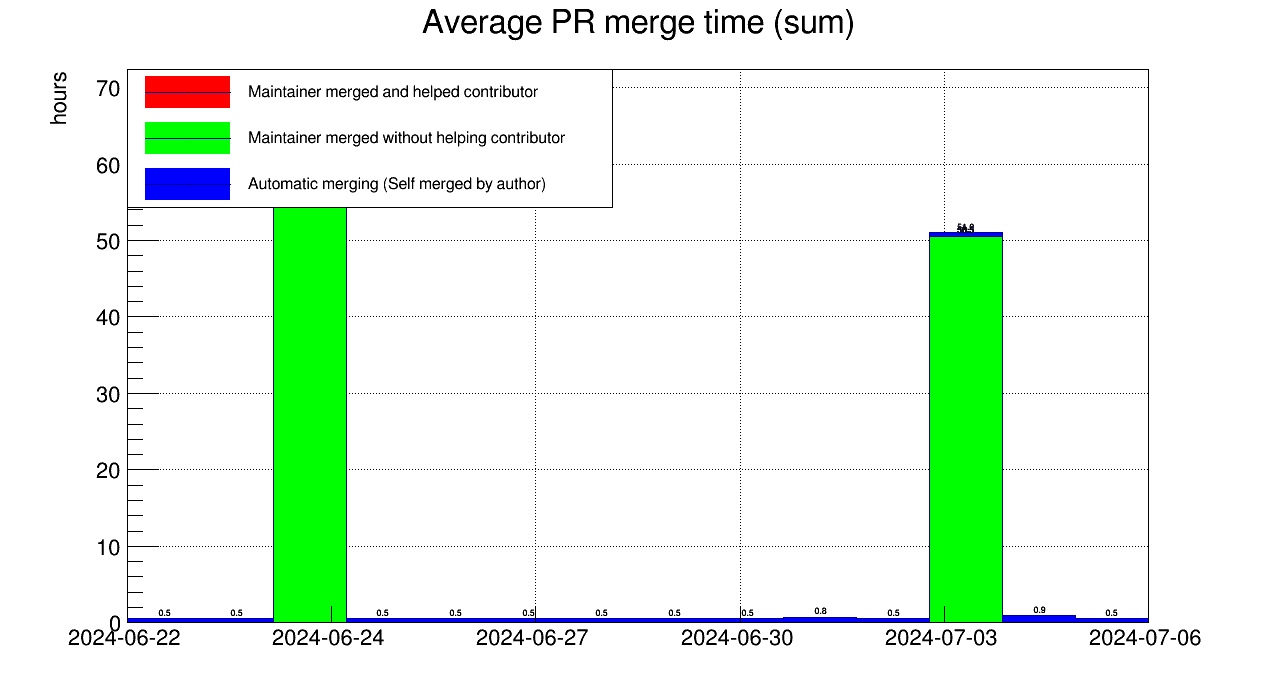 Average PR merge time (sum)
hours
70
60
50
40
30
20
10
0
Maintainer merged and helped contributor
Maintainer merged without helping contributor
Automatic merging (Self merged by author)
0.5 0.5 0.5 0.5 0.5 0.5 0.5 0.5 0.8 0.5 0.9 0.5
2024-06-22 2024-06-24 2024-06-27 2024-06-30 2024-07-03 2024-07-06